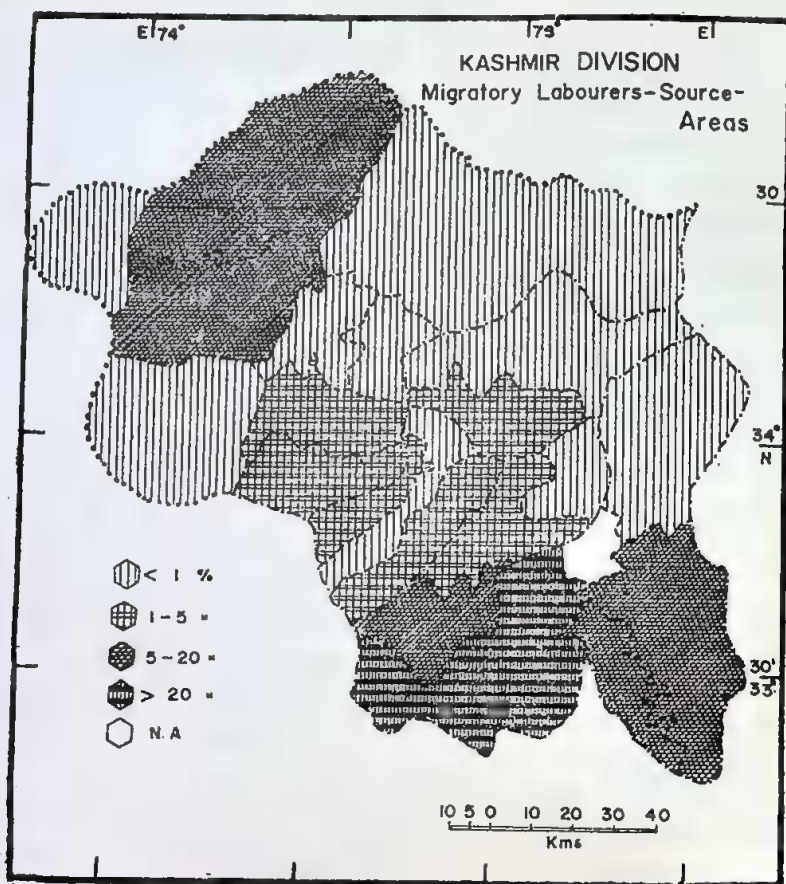 E 74° 75° E
KASHMIR DIVISION
Migratory Labourers-Source-
Areas
30
34°
N
30'
33°
< 1 %
1-5 "
5-20 "
> 20 "
N.A
10 5 0 10 20 30 40
Kms